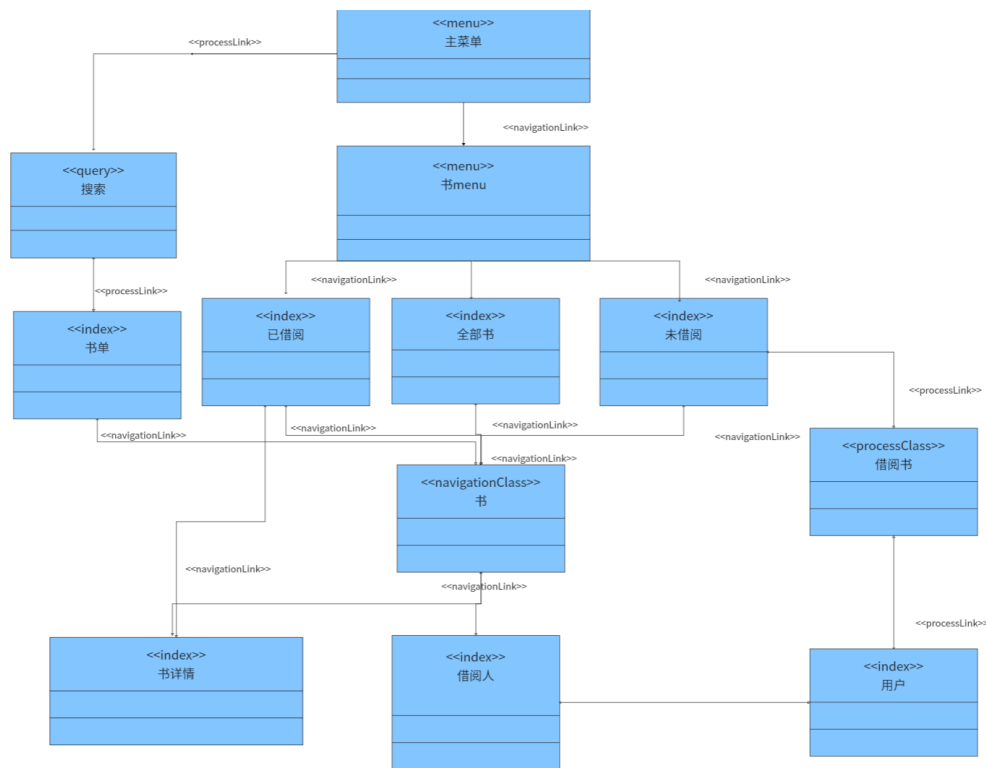 <<menu>>
主菜单
<<processLink>>
<<navigationLink>>
<<query>>
搜索
<<menu>>
书menu
<<navigationLink>>
<<navigationLink>>
<<processLink>>
<<index>>
书单
<<index>>
已借阅
<<index>>
全部书
<<index>>
未借阅
<<processLink>>
<<navigationLink>>
<<navigationLink>>
<<navigationLink>>
<<navigationLink>>
<<navigationLink>>
<<processClass>>
借阅书
<<navigationClass>>
书
<<navigationLink>>
<<navigationLink>>
<<processLink>>
<<index>>
书详情
<<index>>
借阅人
<<index>>
用户